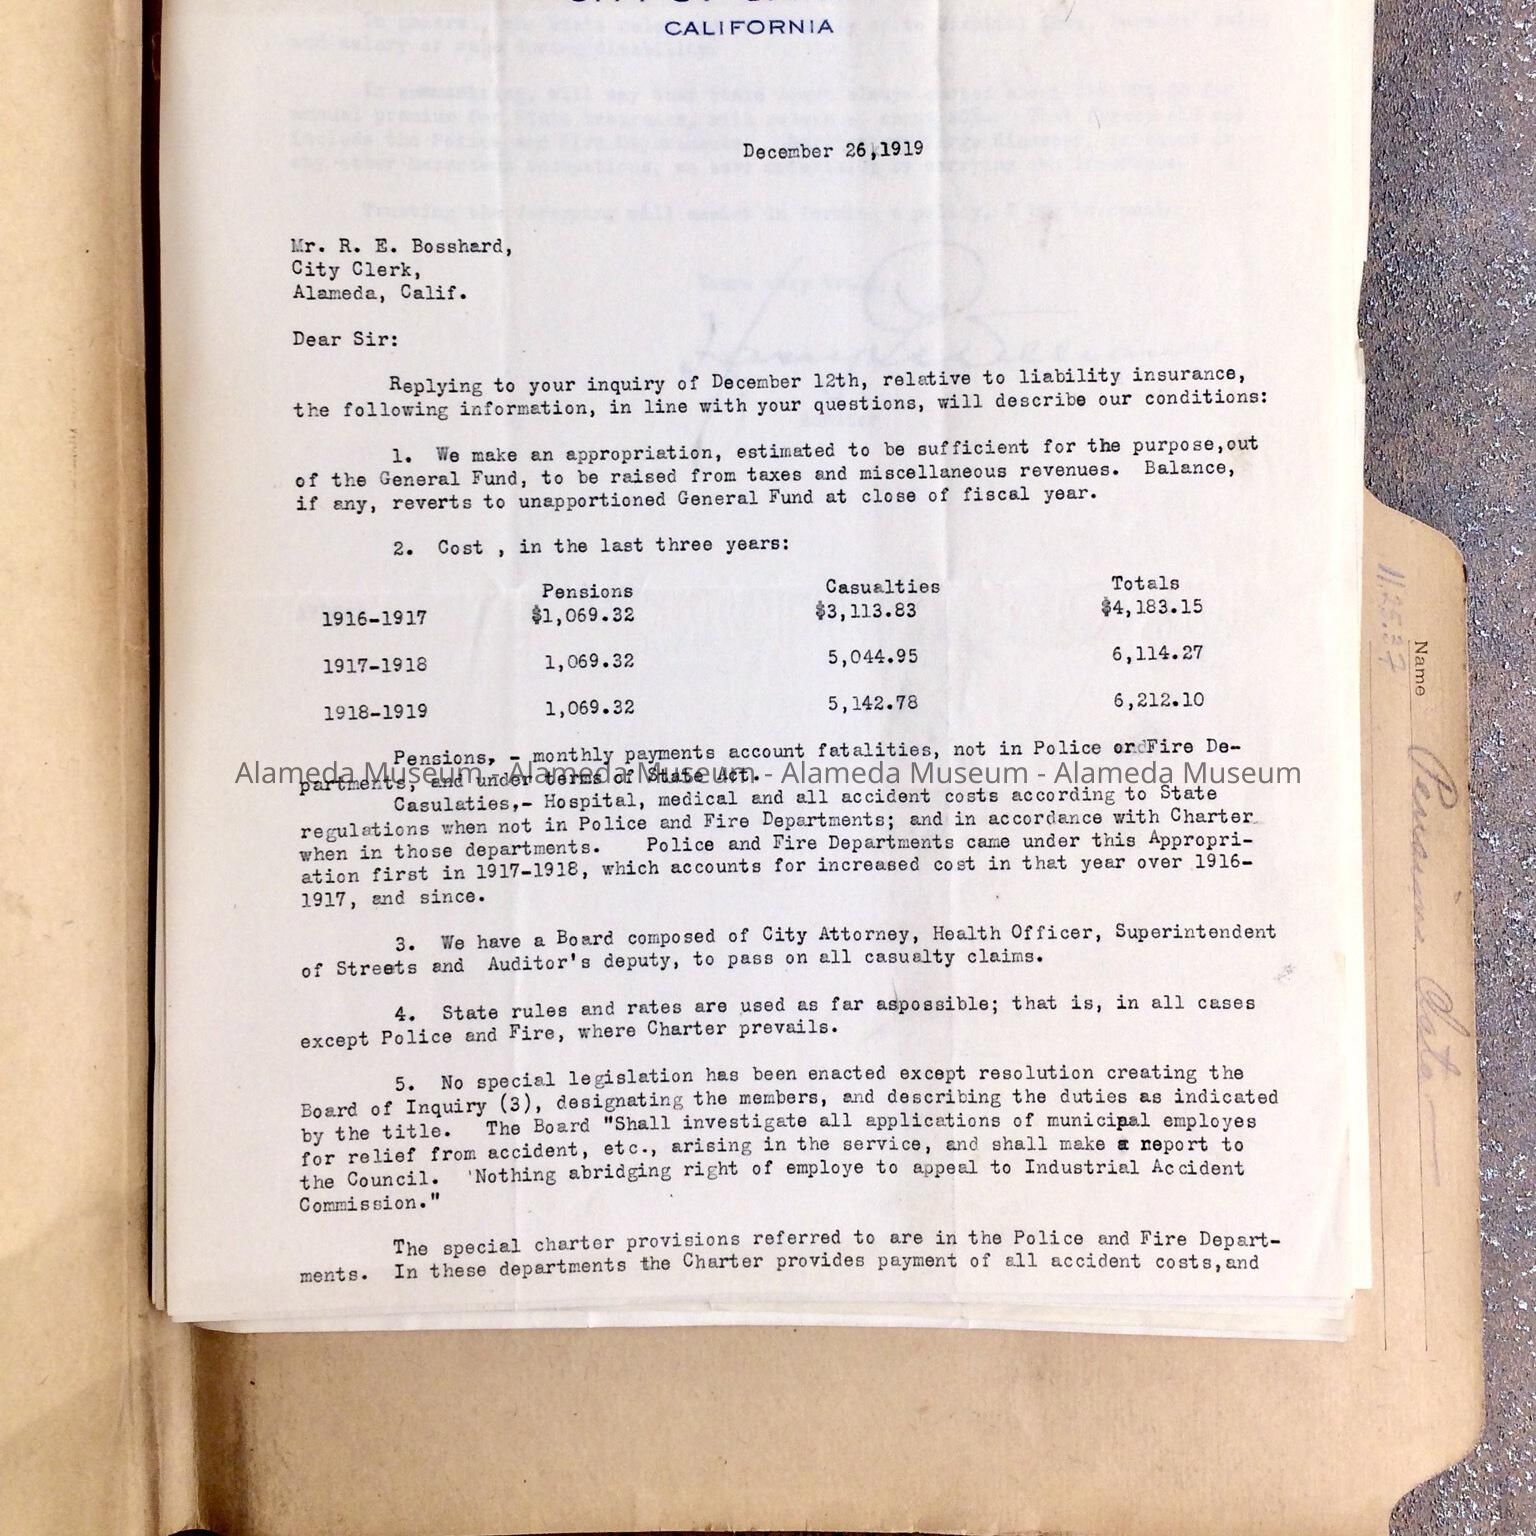 CITY OF
CALIFORNIA
December 26,1919
Mr. R. E. Bosshard,
City Clerk,
Alameda, Calif.
Dear Sir:
Replying to your inquiry of December 12th, relative to liability insurance,
the following information, in line with your questions, will describe our conditions:
1. We make an appropriation, estimated to be sufficient for the purpose,out
of the General Fund, to be raised from taxes and miscellaneous revenues. Balance,
if any, reverts to unapportioned General Fund at close of fiscal year.
2. Cost , in the last three years:
Pensions Casualties Totals
1916-1917 $1,069.32 $3,113.83 $4,183.15
1917-1918 1,069.32 5,044.95 6,114.27
1918-1919 1,069.32 5,142.78 6,212.10
Pensions, - monthly payments account fatalities, not in Police or Fire De-
partments, and under terms of State Act.
Alameda Museum - Alameda Museum - Alameda Museum - Alameda Museum
Casulaties,- Hospital, medical and all accident costs according to State
regulations when not in Police and Fire Departments; and in accordance with Charter
when in those departments. Police and Fire Departments came under this Appropri-
ation first in 1917-1918, which accounts for increased cost in that year over 1916-
1917, and since.
3. We have a Board composed of City Attorney, Health Officer, Superintendent
of Streets and Auditor's deputy, to pass on all casualty claims.
4. State rules and rates are used as far aspossible; that is, in all cases
except Police and Fire, where Charter prevails.
5. No special legislation has been enacted except resolution creating the
Board of Inquiry (3), designating the members, and describing the duties as indicated
by the title. The Board "Shall investigate all applications of municipal employes
for relief from accident, etc., arising in the service, and shall make a report to
the Council. 'Nothing abridging right of employe to appeal to Industrial Accident
Commission."
The special charter provisions referred to are in the Police and Fire Depart-
ments. In these departments the Charter provides payment of all accident costs,and
Name
11.25.37
Pensions